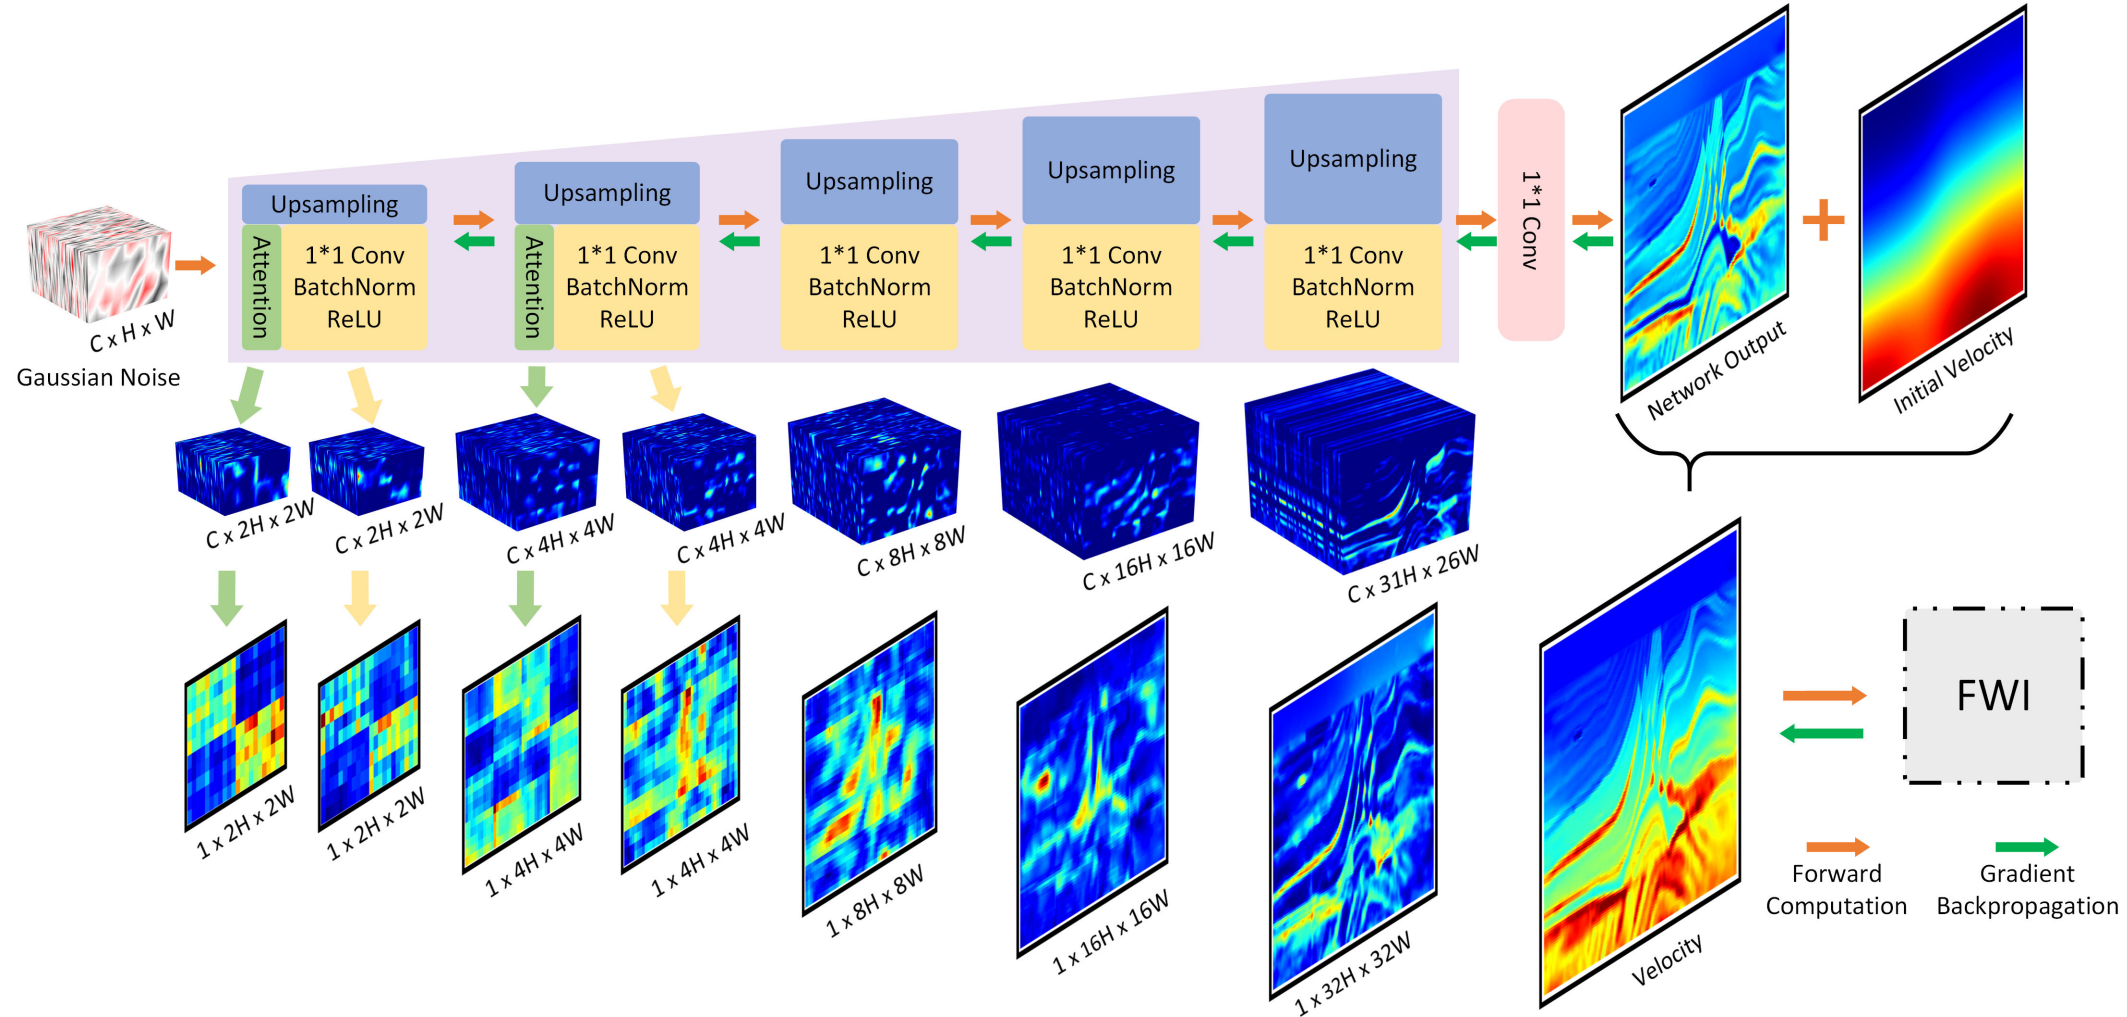 Upsampling
Attention
1*1 Conv
BatchNorm
ReLU
Upsampling
Attention
1*1 Conv
BatchNorm
ReLU
Upsampling
1*1 Conv
BatchNorm
ReLU
Upsampling
1*1 Conv
BatchNorm
ReLU
Upsampling
1*1 Conv
BatchNorm
ReLU
1*1 Conv
C x H x W
Gaussian Noise
Network Output
Initial Velocity
C x 2H x 2W
C x 2H x 2W
C x 4H x 4W
C x 4H x 4W
C x 8H x 8W
C x 16H x 16W
C x 31H x 26W
1 x 2H x 2W
1 x 2H x 2W
1 x 4H x 4W
1 x 4H x 4W
1 x 8H x 8W
1 x 16H x 16W
1 x 32H x 32W
Velocity
FWI
Forward
Computation
Gradient
Backpropagation